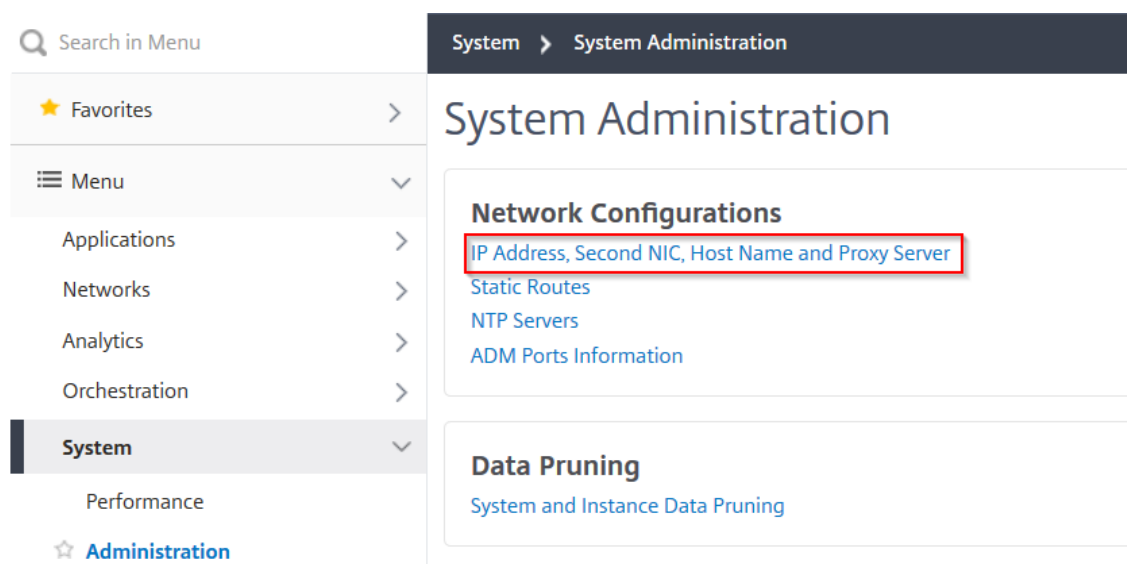 Search in Menu
Favorites
Menu
Applications
Networks
Analytics
Orchestration
System
Performance
Administration
System > System Administration
System Administration
Network Configurations
IP Address, Second NIC, Host Name and Proxy Server
Static Routes
NTP Servers
ADM Ports Information
Data Pruning
System and Instance Data Pruning